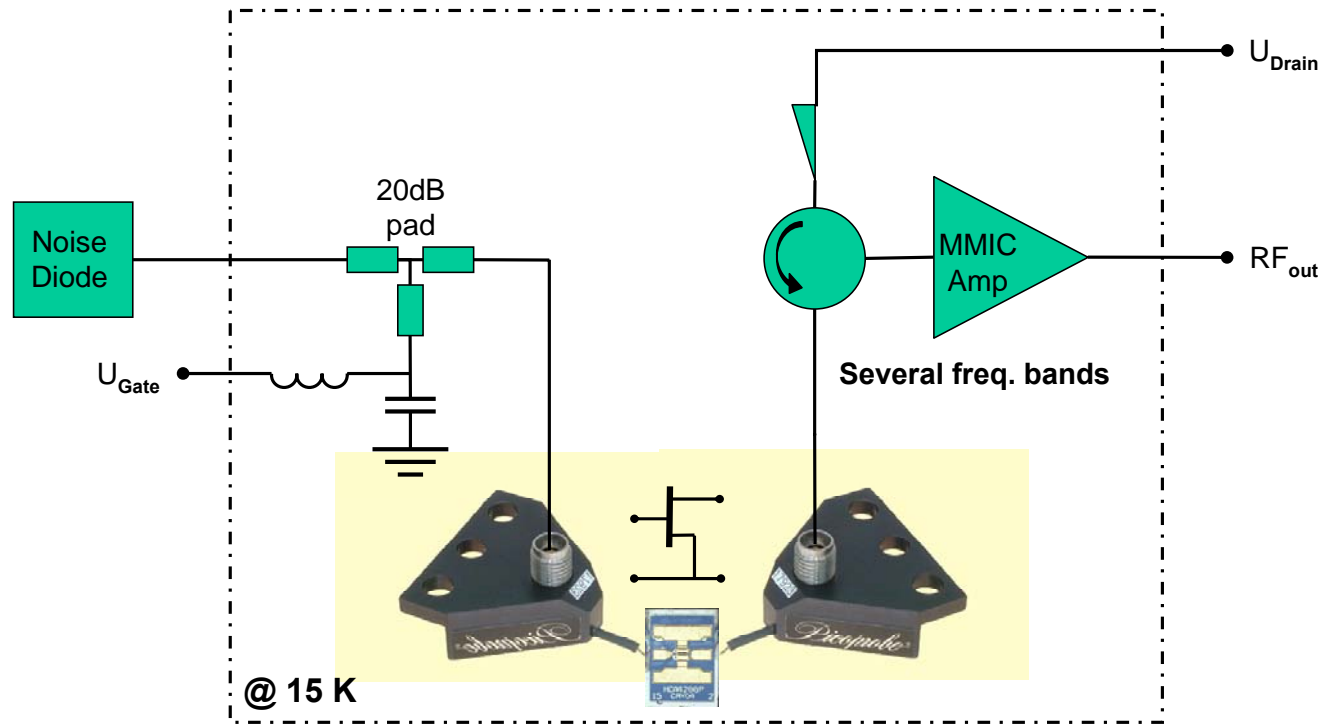 U_Drain
20dB
pad
Noise
Diode
MMIC
Amp
RF_out
U_Gate
Several freq. bands
Picoprobe
Picoprobe
@ 15 K